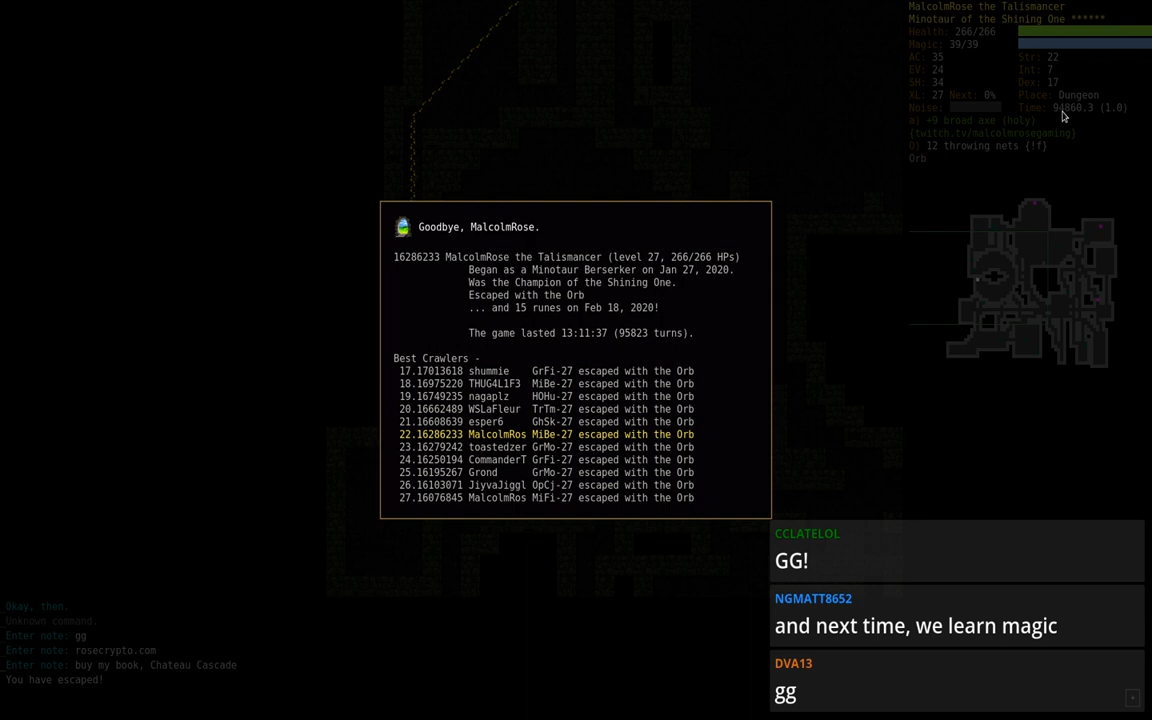 MalcolmRose the Talismancer
Minotaur of the Shining One ******
Health: 266/266
Magic: 39/39
AC: 35 Str: 22
EV: 24 Int: 7
SH: 34 Dex: 17
XL: 27 Next: 0% Place: Dungeon
Noise: Time: 94860.3 (1.0)
a) +9 broad axe (holy)
{twitch.tv/malcolmrosegaming}
O) 12 throwing nets {!f}
Orb
Goodbye, MalcolmRose.
16286233 MalcolmRose the Talismancer (level 27, 266/266 HPs)
Began as a Minotaur Berserker on Jan 27, 2020.
Was the Champion of the Shining One.
Escaped with the Orb
... and 15 runes on Feb 18, 2020!
The game lasted 13:11:37 (95823 turns).
Best Crawlers -
17.17013618 shummie GrFi-27 escaped with the Orb
18.16975220 THUG4L1F3 MiBe-27 escaped with the Orb
19.16749235 nagaplz HOHu-27 escaped with the Orb
20.16662489 WSLaFleur TrTm-27 escaped with the Orb
21.16608639 esper6 GhSk-27 escaped with the Orb
22.16286233 MalcolmRos MiBe-27 escaped with the Orb
23.16279242 toastedzer GrMo-27 escaped with the Orb
24.16250194 CommanderT GrFi-27 escaped with the Orb
25.16195267 Grond GrMo-27 escaped with the Orb
26.16103071 JiyvaJiggl OpCj-27 escaped with the Orb
27.16076845 MalcolmRos MiFi-27 escaped with the Orb
CCLATELOL
GG!
NGMATT8652
and next time, we learn magic
DVA13
gg
Okay, then.
Unknown command.
Enter note: gg
Enter note: rosecrypto.com
Enter note: buy my book, Chateau Cascade
You have escaped!